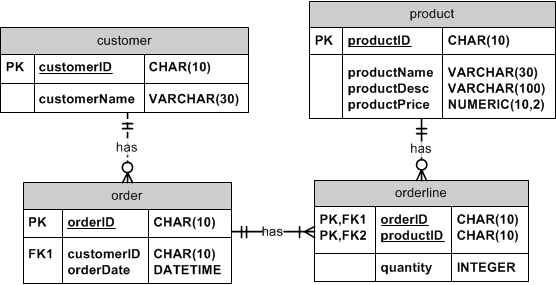 customer
PK customerID CHAR(10)
customerName VARCHAR(30)
product
PK productID CHAR(10)
productName VARCHAR(30)
productDesc VARCHAR(100)
productPrice NUMERIC(10,2)
has
has
order
PK orderID CHAR(10)
FK1 customerID CHAR(10)
orderDate DATETIME
has
orderline
PK,FK1 orderID CHAR(10)
PK,FK2 productID CHAR(10)
quantity INTEGER